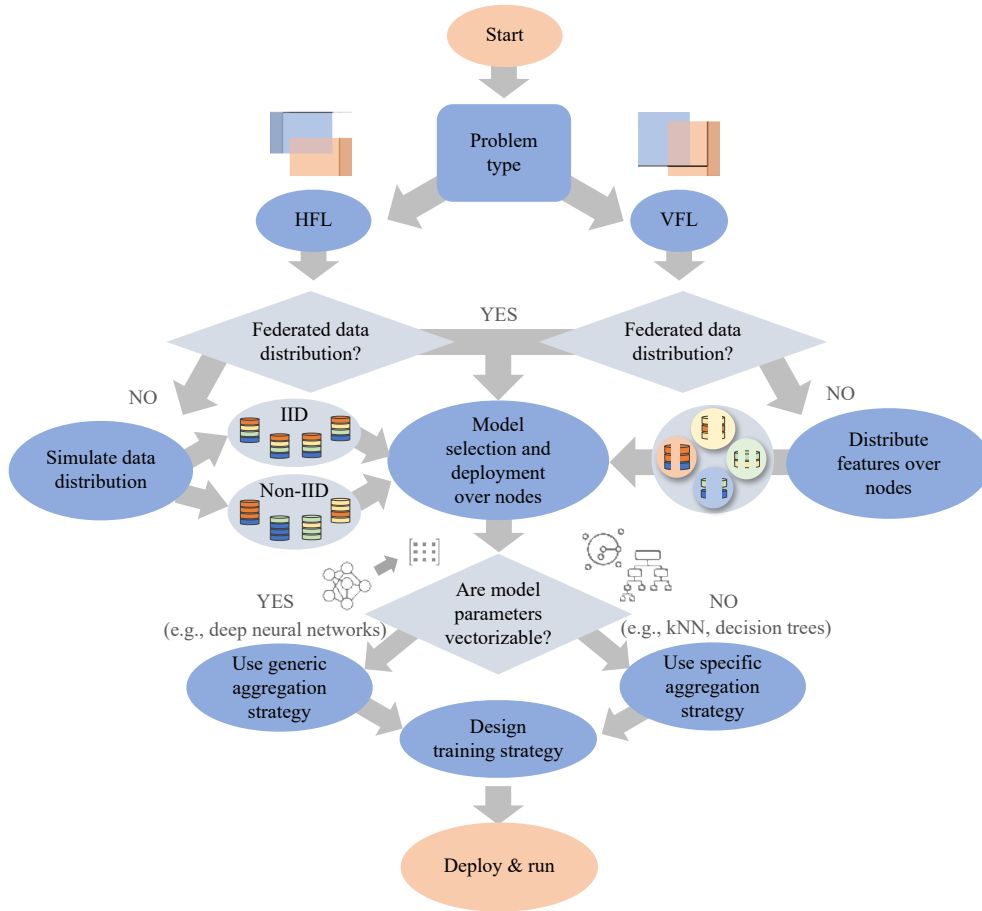 Start
Problem
type
HFL
VFL
YES
Federated data
distribution?
Federated data
distribution?
NO
NO
IID
Simulate data
distribution
Non-IID
Model
selection and
deployment
over nodes
Distribute
features over
nodes
Are model
parameters
vectorizable?
YES
(e.g., deep neural networks)
NO
(e.g., kNN, decision trees)
Use generic
aggregation
strategy
Use specific
aggregation
strategy
Design
training strategy
Deploy & run